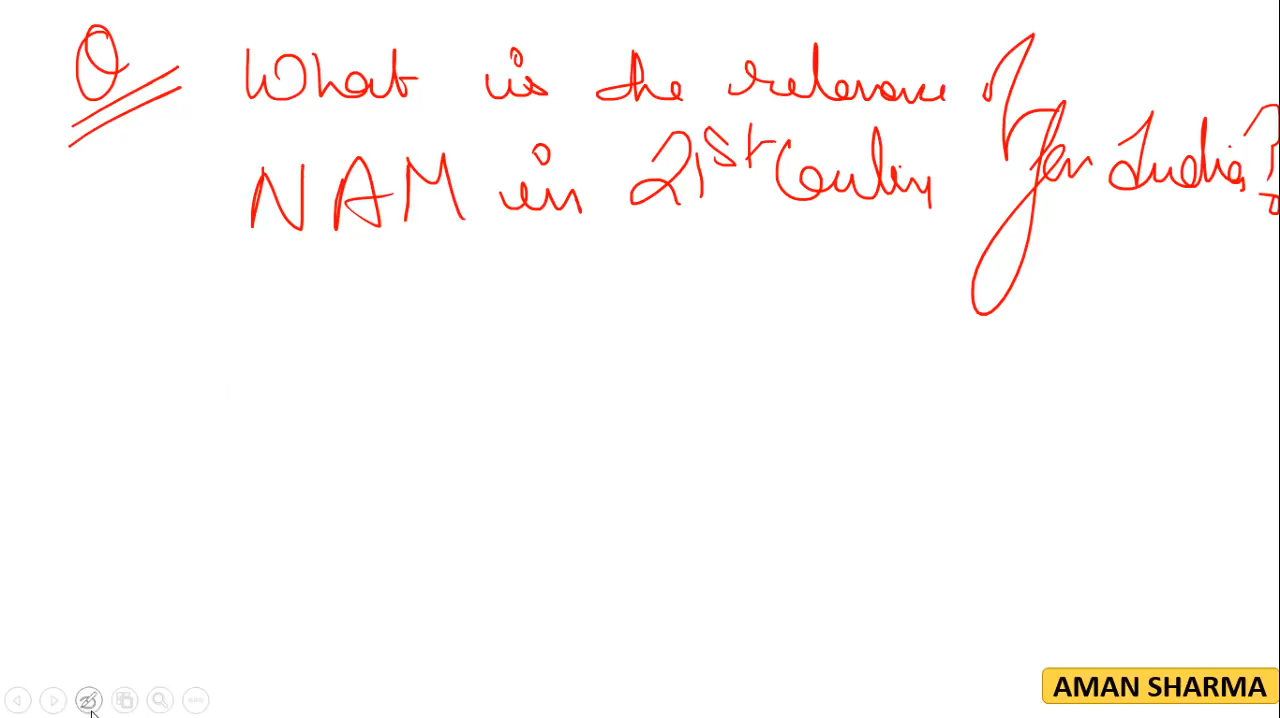 Q What is the relevance of
NAM in 21st Century for India?
AMAN SHARMA